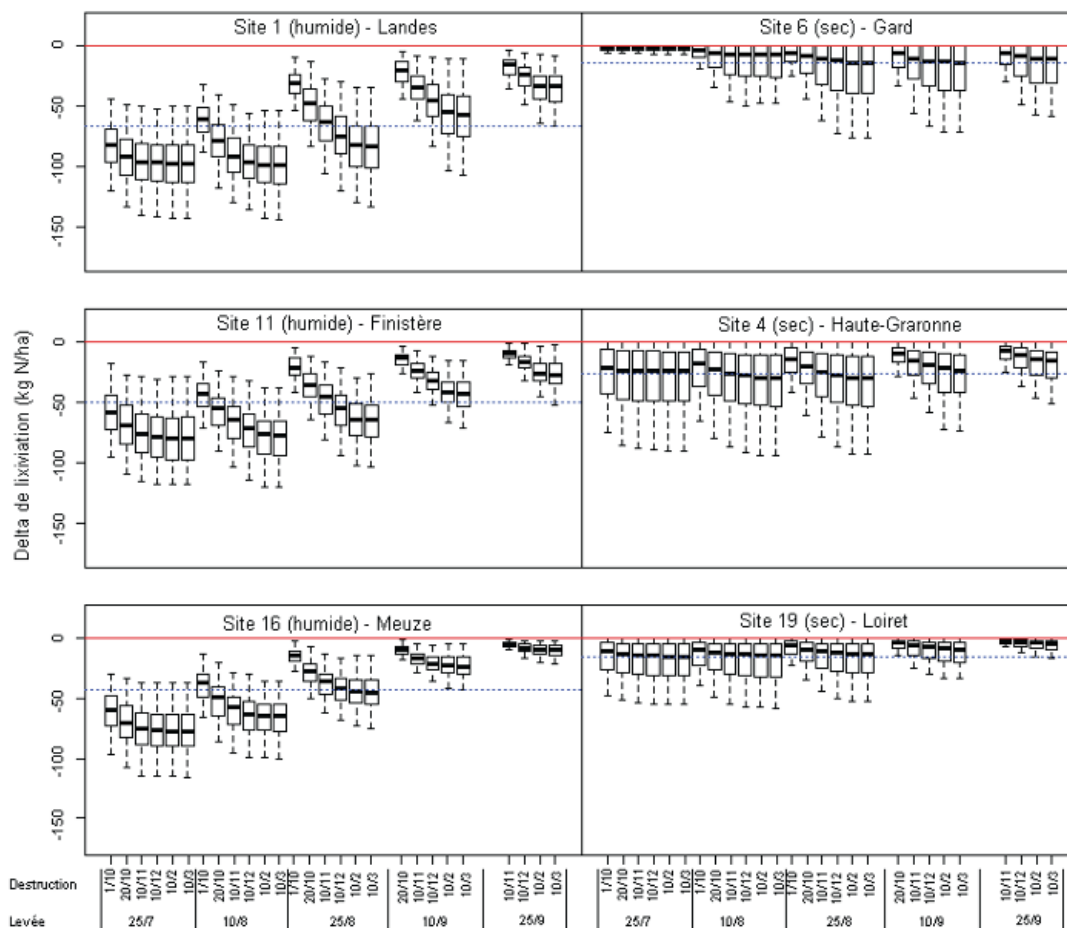 Site 1 (humide) - Landes
Site 6 (sec) - Gard
0
-50
-100
-150
Site 11 (humide) - Finistère
Site 4 (sec) - Haute-Graronne
0
-50
-100
-150
Delta de lixiviation (kg N/ha)
Site 16 (humide) - Meuze
Site 19 (sec) - Loiret
0
-50
-100
-150
Destruction
1/10 20/10 10/11 10/12 10/2 10/3 1/10 20/10 10/11 10/12 10/2 10/3 1/10 20/10 10/11 10/12 10/2 10/3 20/10 10/11 10/12 10/2 10/3 10/11 10/12 10/2 10/3 1/10 20/10 10/11 10/12 10/2 10/3 1/10 20/10 10/11 10/12 10/2 10/3 1/10 20/10 10/11 10/12 10/2 10/3 20/10 10/11 10/12 10/2 10/3 10/11 10/12 10/2 10/3
Levée 25/7 10/8 25/8 10/9 25/9 25/7 10/8 25/8 10/9 25/9